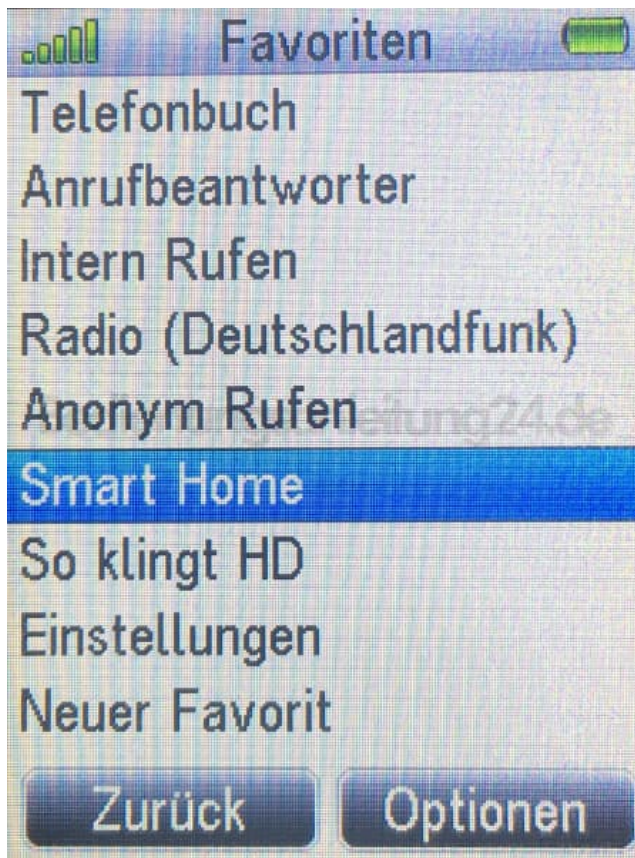 Favoriten
Telefonbuch
Anrufbeantworter
Intern Rufen
Radio (Deutschlandfunk)
Anonym Rufen
Smart Home
So klingt HD
Einstellungen
Neuer Favorit
Zurück Optionen